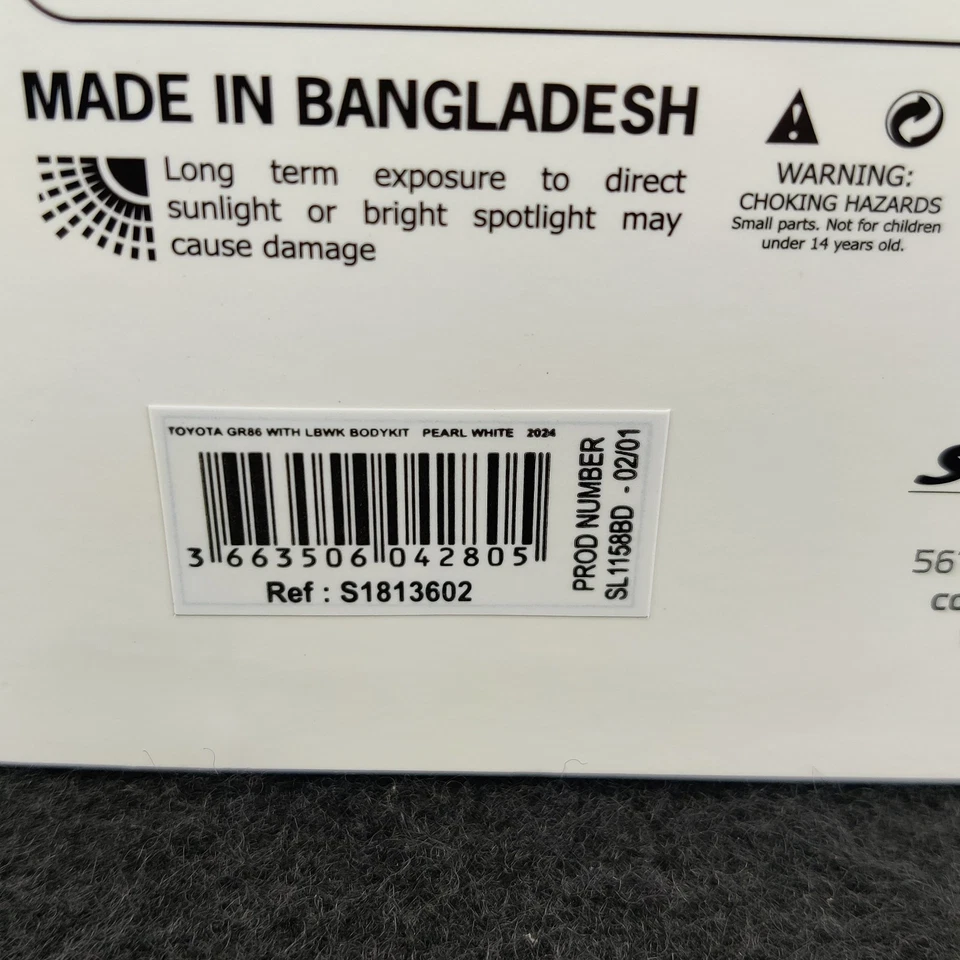 MADE IN BANGLADESH
Long term exposure to direct
sunlight or bright spotlight may
cause damage
WARNING:
CHOKING HAZARDS
Small parts. Not for children
under 14 years old.
TOYOTA GR86 WITH LBWK BODYKIT PEARL WHITE 2024
3 663506 042805
Ref : S1813602
PROD NUMBER
SL1158BD - 02/01